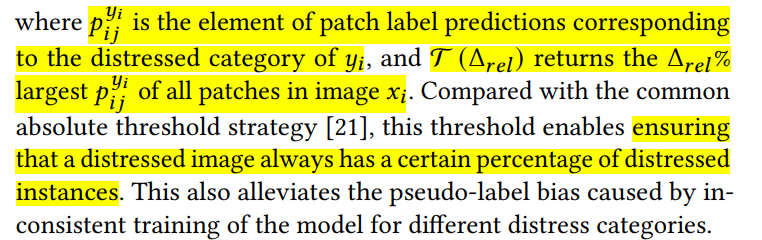 where $p_{ij}^{y_i}$ is the element of patch label predictions corresponding
to the distressed category of $y_i$, and $\mathcal{T}(\Delta_{rel})$ returns the $\Delta_{rel}$%
largest $p_{ij}^{y_i}$ of all patches in image $x_i$. Compared with the common
absolute threshold strategy [21], this threshold enables ensuring
that a distressed image always has a certain percentage of distressed
instances. This also alleviates the pseudo-label bias caused by in-
consistent training of the model for different distress categories.